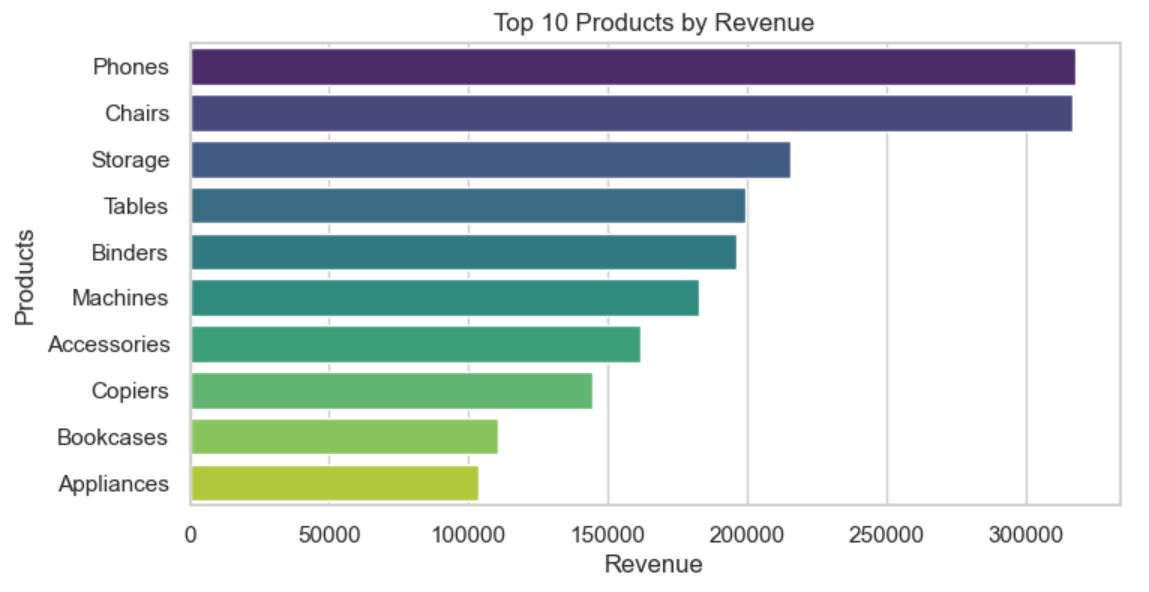 Top 10 Products by Revenue
Products
Phones
Chairs
Storage
Tables
Binders
Machines
Accessories
Copiers
Bookcases
Appliances
0 50000 100000 150000 200000 250000 300000
Revenue